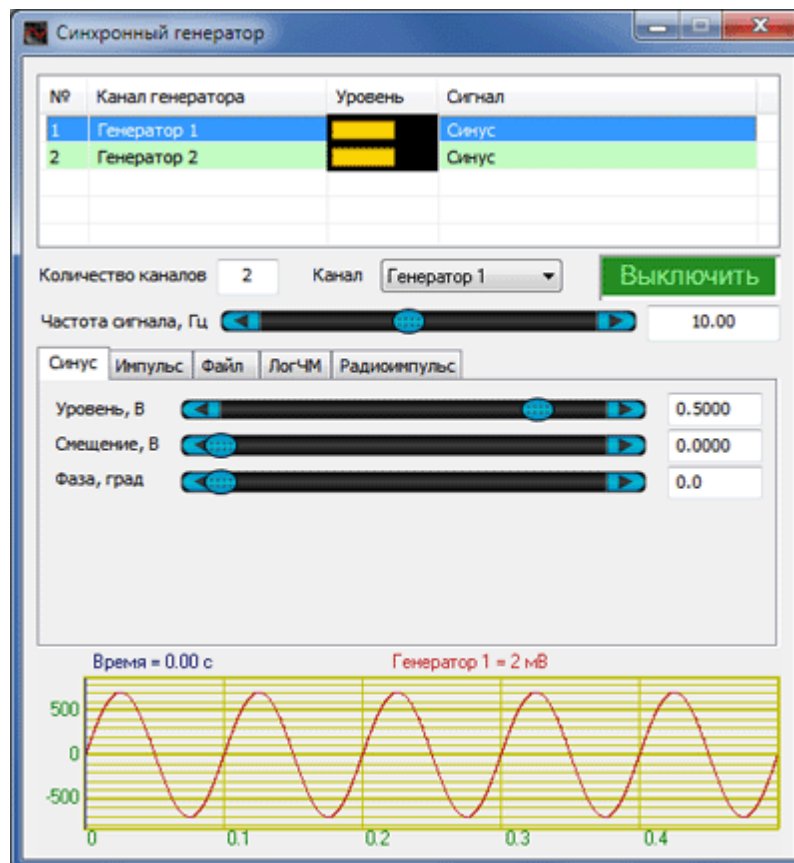 Синхронный генератор
№ Канал генератора Уровень Сигнал
1 Генератор 1 Синус
2 Генератор 2 Синус
Количество каналов 2 Канал Генератор 1 Выключить
Частота сигнала, Гц 10.00
Синус Импульс Файл ЛогЧМ Радиоимпульс
Уровень, В 0.5000
Смещение, В 0.0000
Фаза, град 0.0
Время = 0.00 с Генератор 1 = 2 мВ
500
0
-500
0 0.1 0.2 0.3 0.4